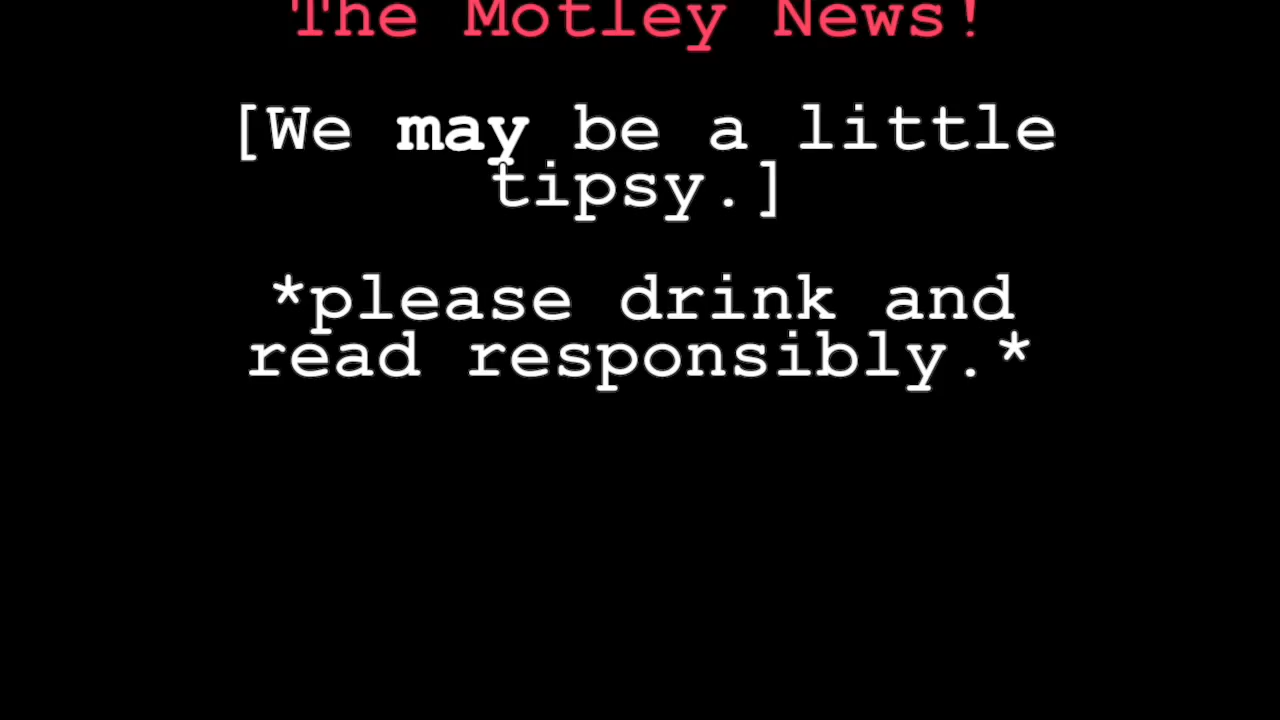 The Motley News!
[We may be a little
tipsy.]
*please drink and
read responsibly.*